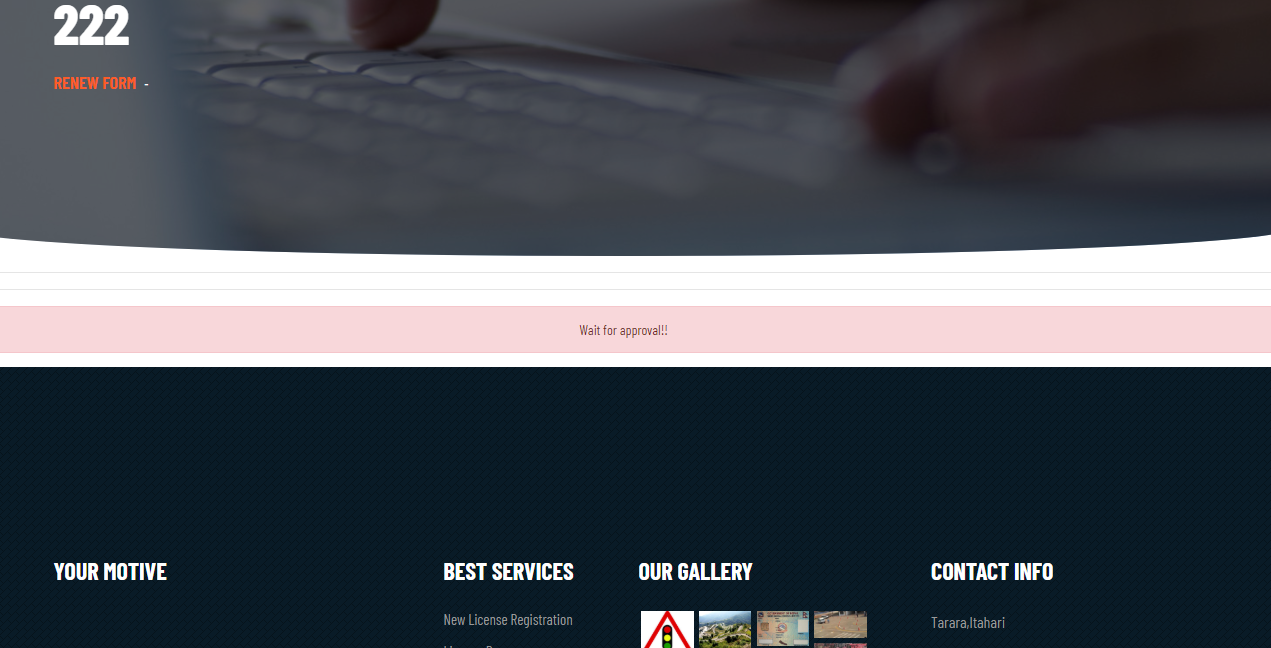 222
RENEW FORM -
Wait for approval!!
YOUR MOTIVE
BEST SERVICES
New License Registration
OUR GALLERY
CONTACT INFO
Tarara,Itahari